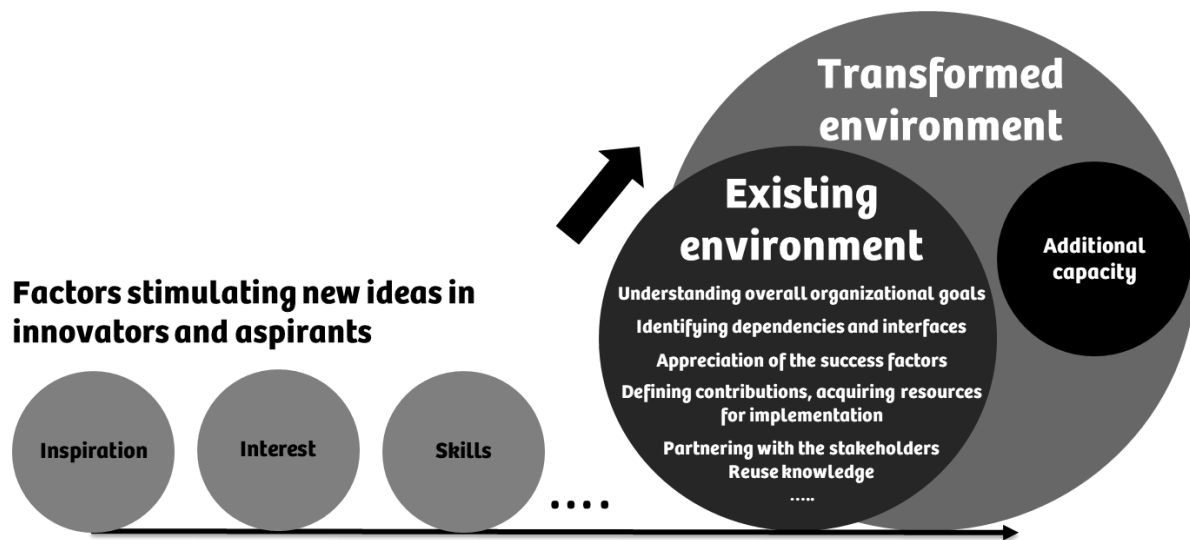 Transformed
environment
Existing
environment
Additional
capacity
Understanding overall organizational goals
Identifying dependencies and interfaces
Appreciation of the success factors
Defining contributions, acquiring resources
for implementation
Partnering with the stakeholders
Reuse knowledge
.....
Factors stimulating new ideas in
innovators and aspirants
Inspiration
Interest
Skills
....